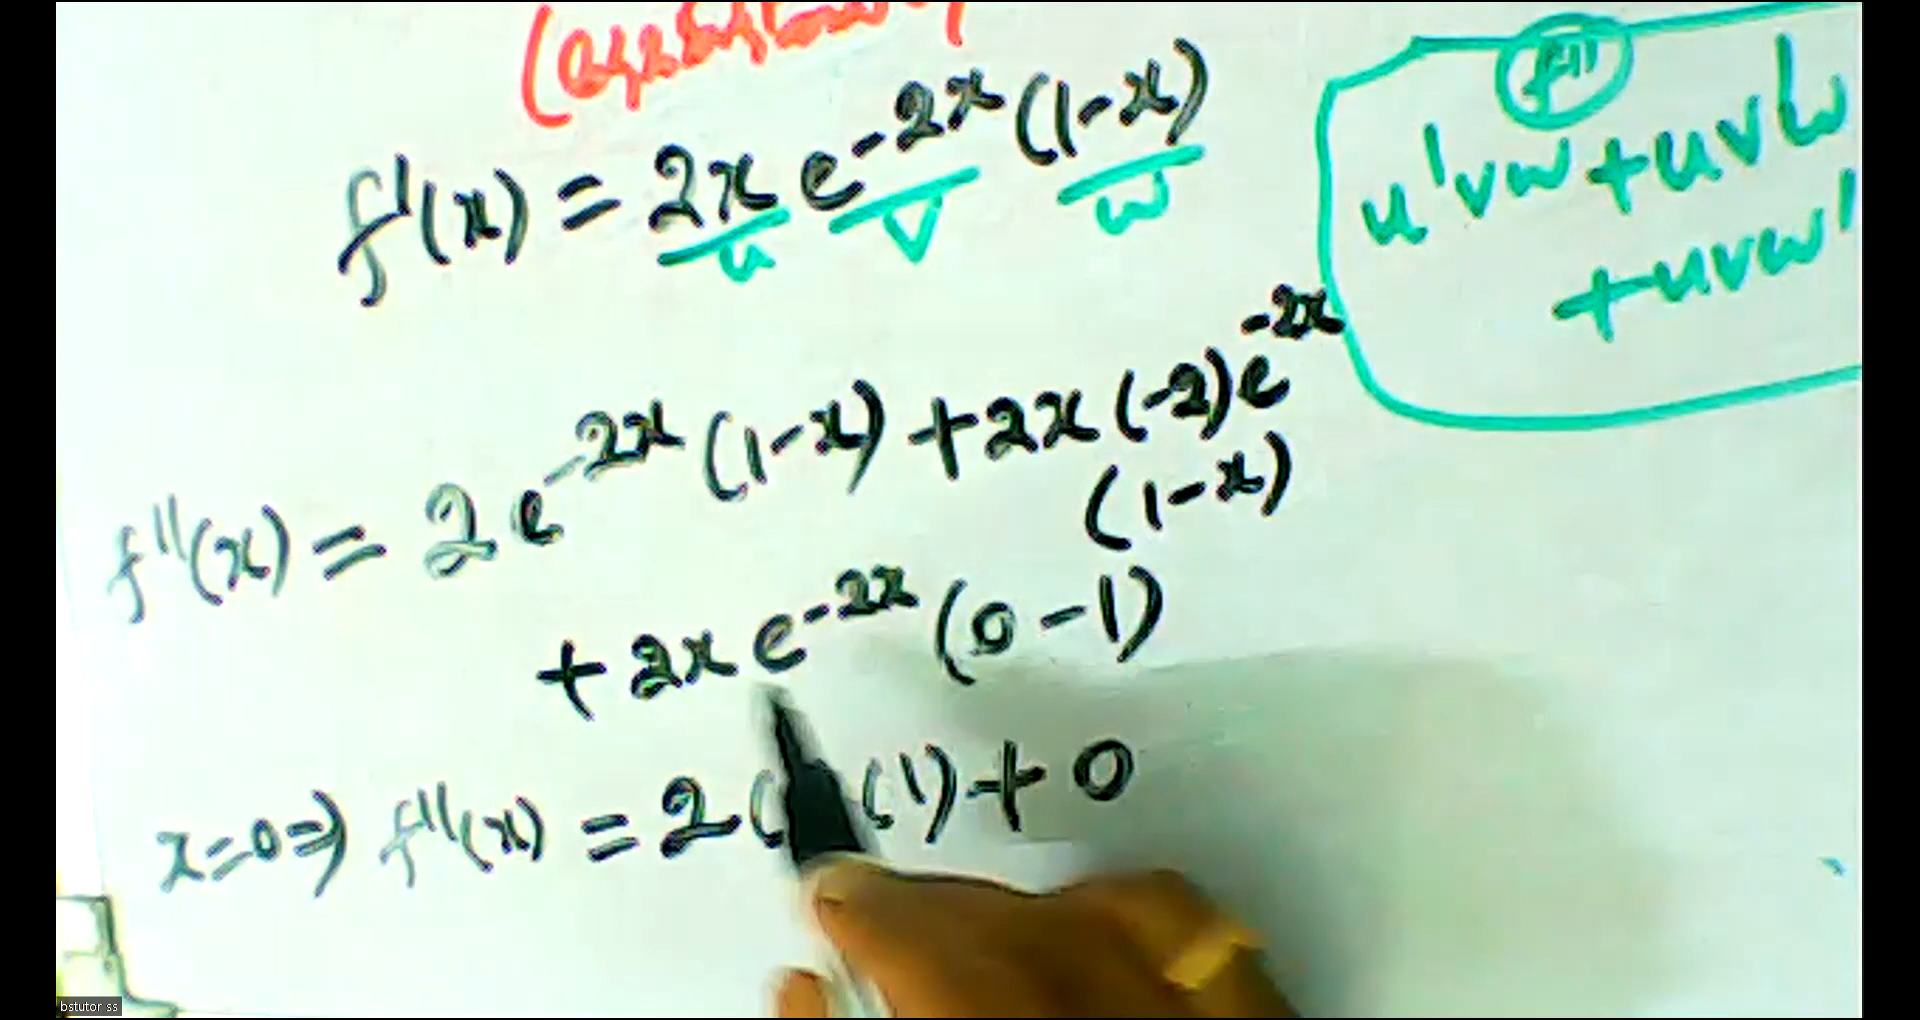 f'(x) = 2x e^-2x (1-x)
u v w
f''
u'vw + uv'w
+ uvw'
f''(x) = 2 e^-2x (1-x) + 2x (-2) e^-2x
(1-x)
+ 2x e^-2x (0-1)
x=0 ⇒ f''(x) = 2 ( (1) + 0
bstutor ss